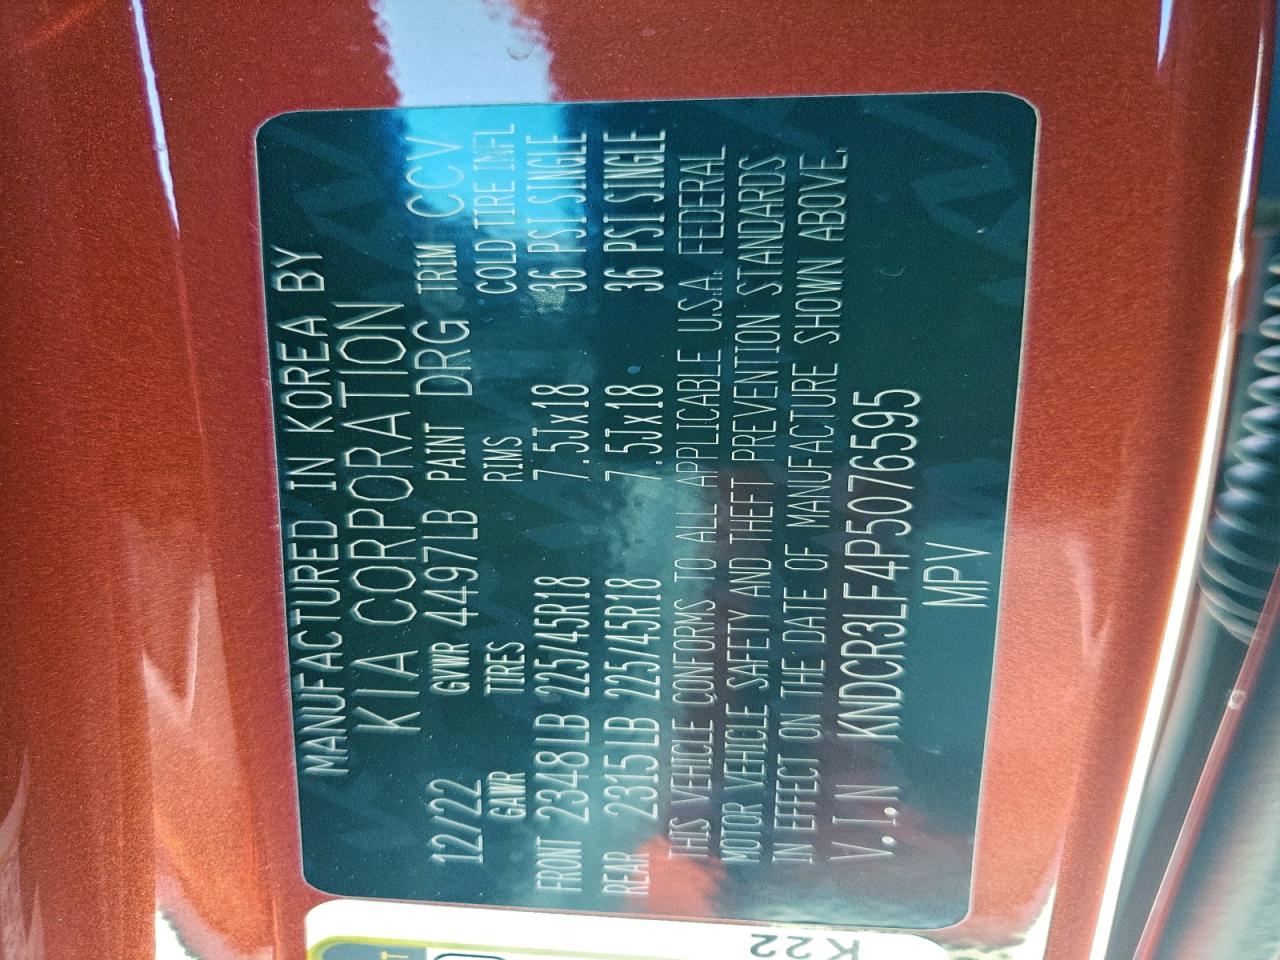 MANUFACTURED IN KOREA BY
KIA CORPORATION
12/22 GVWR 4497LB PAINT DRG TRIM CCV
GAWR TIRES RIMS COLD TIRE INFL
FRONT 2348LB 225/45R18 7.5Jx18 36 PSI SINGLE
REAR 2315LB 225/45R18 7.5Jx18 36 PSI SINGLE
THIS VEHICLE CONFORMS TO ALL APPLICABLE U.S.A. FEDERAL
MOTOR VEHICLE SAFETY AND THEFT PREVENTION STANDARDS
IN EFFECT ON THE DATE OF MANUFACTURE SHOWN ABOVE.
V.I.N KNDCR3LF4P5076595
MPV
K22